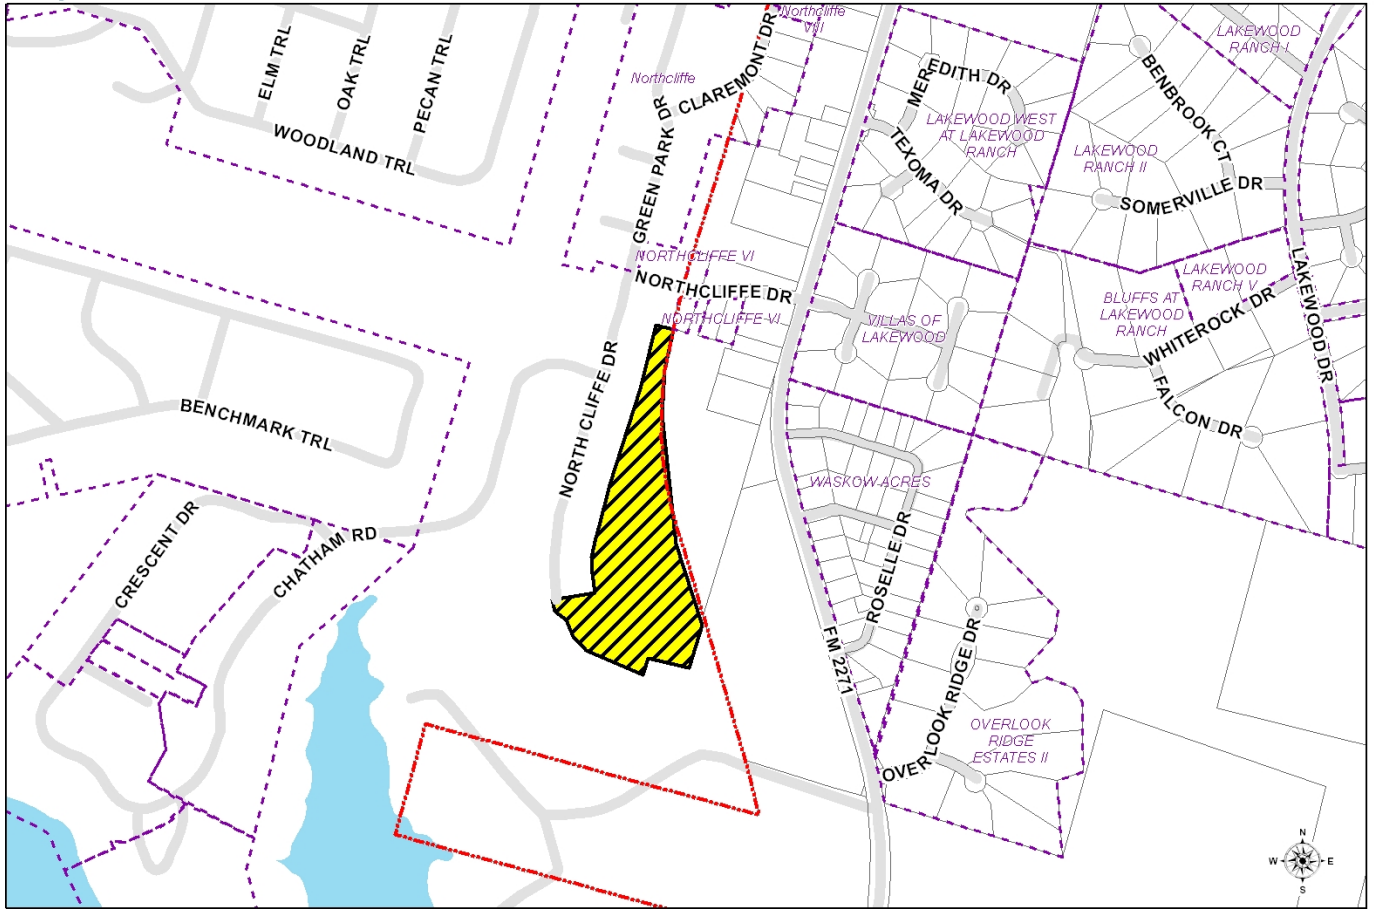 Northcliffe
VIII
Northcliffe
CLAREMONT DR
ELM TRL
OAK TRL
PECAN TRL
WOODLAND TRL
GREEN PARK DR
MEREDITH DR
LAKEWOOD WEST
AT LAKEWOOD
RANCH
TEXOMA DR
LAKEWOOD
RANCH I
BENBROOK CT
LAKEWOOD
RANCH II
SOMERVILLE DR
NORTHCLIFFE VI
NORTHCLIFFE DR
NORTHCLIFFE VI
VILLAS OF
LAKEWOOD
LAKEWOOD
RANCH V
BLUFFS AT
LAKEWOOD
RANCH
WHITEROCK DR
LAKEWOOD DR
FALCON DR
BENCHMARK TRL
NORTH CLIFFE DR
WASKOW ACRES
CRESCENT DR
CHATHAM RD
ROSELLE DR
FM 2271
OVERLOOK RIDGE DR
OVERLOOK
RIDGE
ESTATES II
N
W
E
S